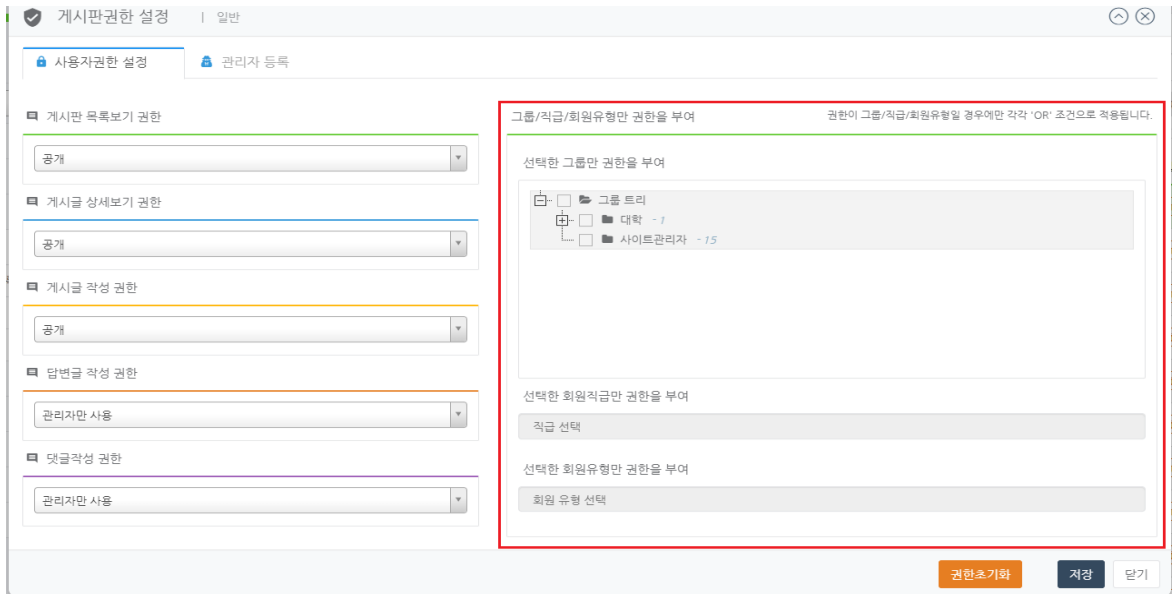 게시판권한 설정 | 일반
사용자권한 설정
관리자 등록
게시판 목록보기 권한
공개
게시글 상세보기 권한
공개
게시글 작성 권한
공개
답변글 작성 권한
관리자만 사용
댓글작성 권한
관리자만 사용
그룹/직급/회원유형만 권한을 부여
권한이 그룹/직급/회원유형일 경우에만 각각 'OR' 조건으로 적용됩니다.
선택한 그룹만 권한을 부여
그룹 트리
대학 - 1
사이트관리자 - 15
선택한 회원직급만 권한을 부여
직급 선택
선택한 회원유형만 권한을 부여
회원 유형 선택
권한초기화
저장
닫기